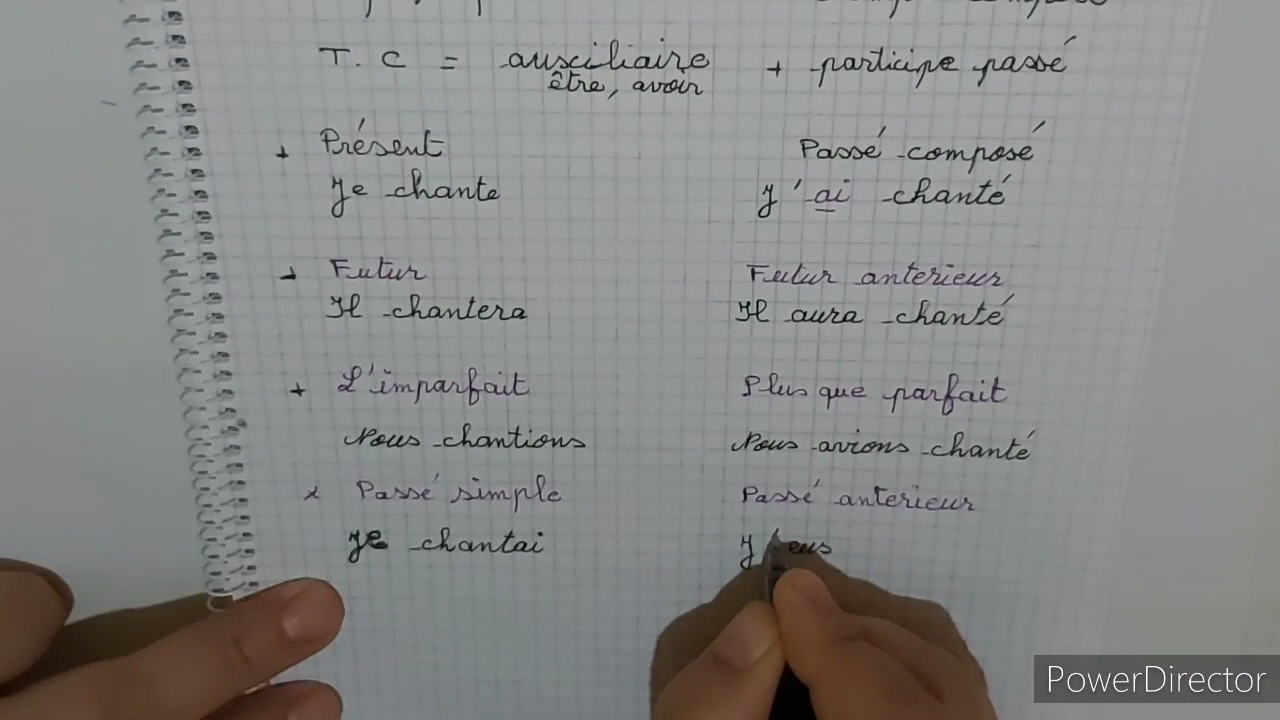 T. C = auxiliaire + participe passé
être, avoir
+ Présent Passé composé
Je chante J'ai chanté
→ Futur Futur anterieur
Il chantera Il aura chanté
+ L'imparfait Plus que parfait
Nous chantions Nous avions chanté
x Passé simple Passé anterieur
Je chantai J'eus
PowerDirector